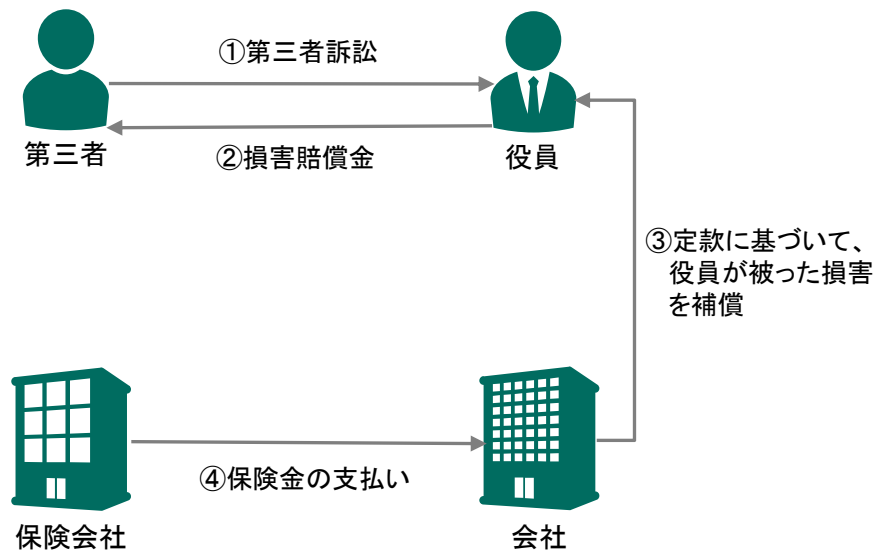 ①第三者訴訟
第三者
②損害賠償金
役員
③定款に基づいて、
役員が被った損害
を補償
④保険金の支払い
保険会社
会社